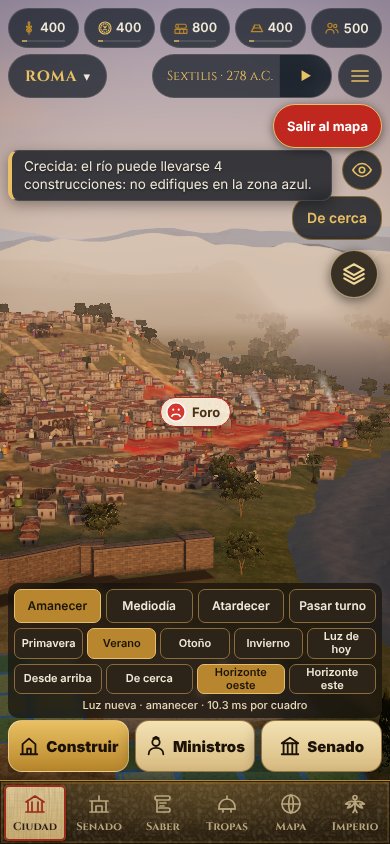 400
400
800
400
500
ROMA ▾
Sextilis · 278 a.C.
Salir al mapa
Crecida: el río puede llevarse 4
construcciones: no edifiques en la zona azul.
De cerca
Foro
Amanecer
Mediodía
Atardecer
Pasar turno
Primavera
Verano
Otoño
Invierno
Luz de
hoy
Desde arriba
De cerca
Horizonte
oeste
Horizonte
este
Luz nueva · amanecer · 10.3 ms por cuadro
Construir
Ministros
Senado
Ciudad
Senado
Saber
Tropas
Mapa
Imperio